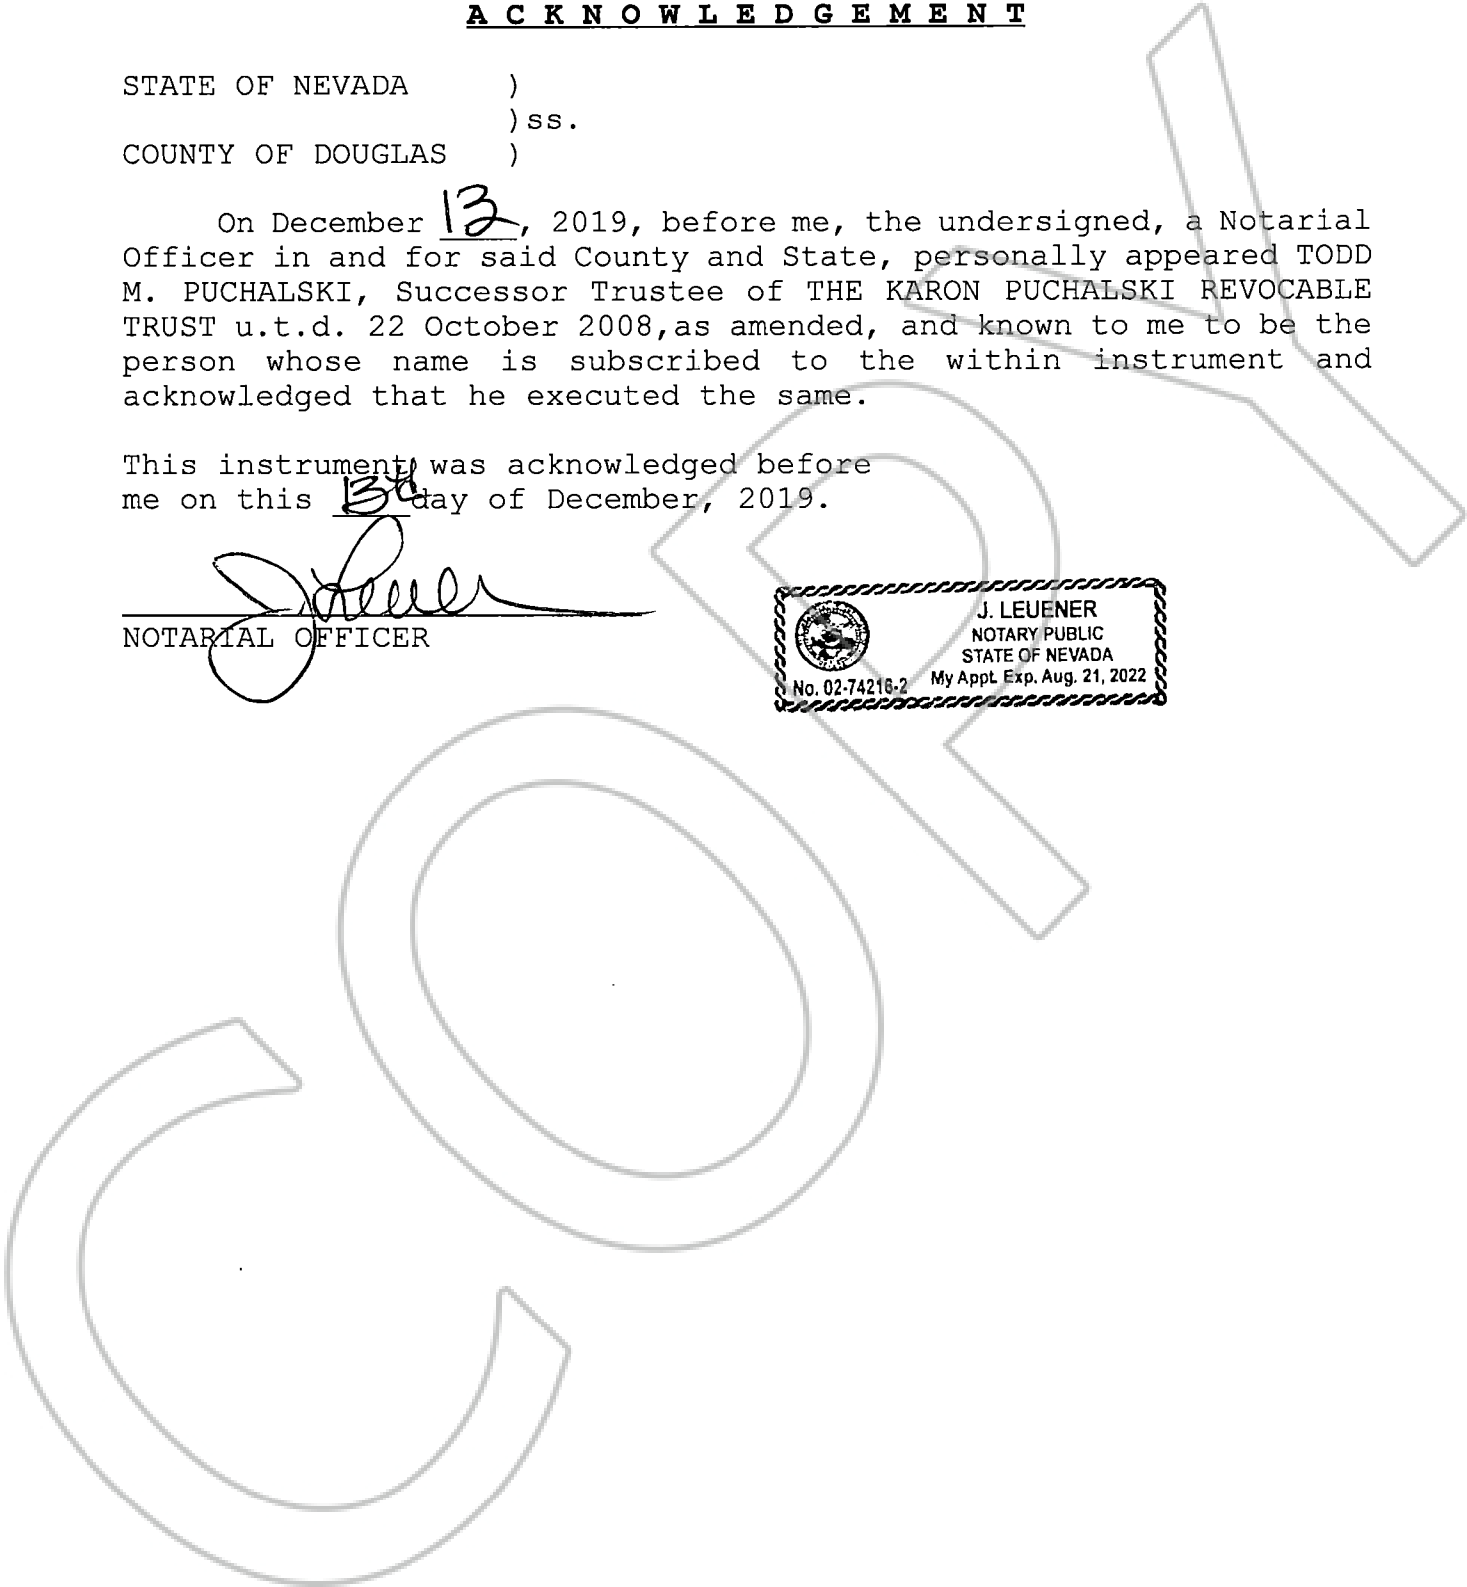 ACKNOWLEDGEMENT
STATE OF NEVADA )
)ss.
COUNTY OF DOUGLAS )
On December 13, 2019, before me, the undersigned, a Notarial
Officer in and for said County and State, personally appeared TODD
M. PUCHALSKI, Successor Trustee of THE KARON PUCHALSKI REVOCABLE
TRUST u.t.d. 22 October 2008,as amended, and known to me to be the
person whose name is subscribed to the within instrument and
acknowledged that he executed the same.
This instrument was acknowledged before
me on this 13th day of December, 2019.
J Leuener
NOTARIAL OFFICER
J. LEUENER
NOTARY PUBLIC
STATE OF NEVADA
No. 02-74216-2 My Appt. Exp. Aug. 21, 2022
COPY